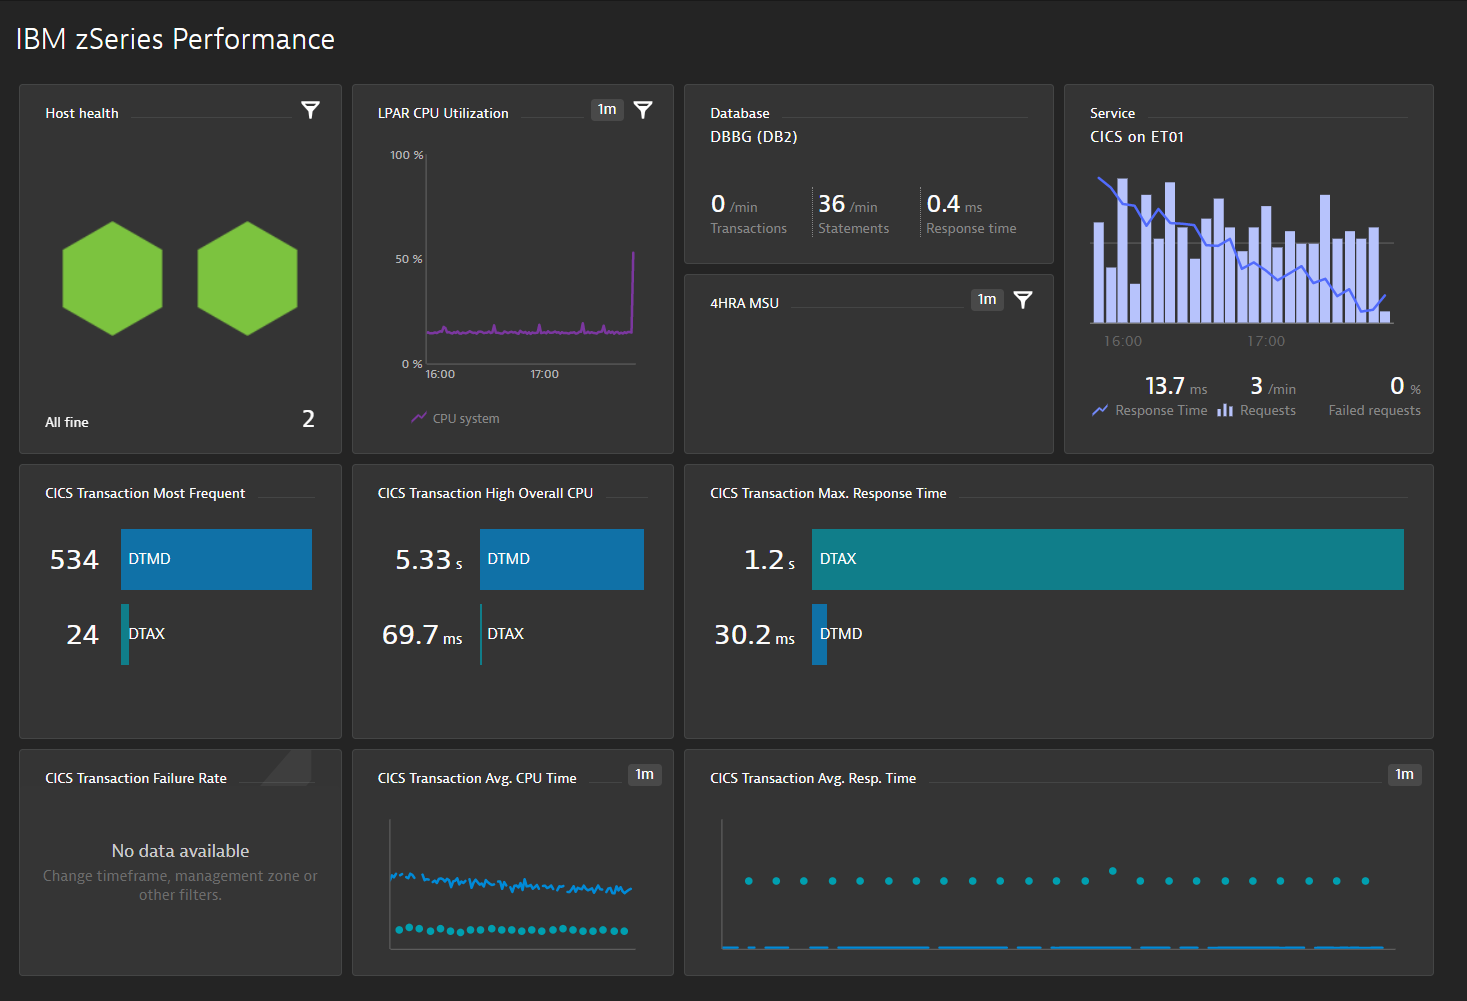 IBM zSeries Performance
Host health
All fine 2
LPAR CPU Utilization 1m
100 %
50 %
0 %
16:00 17:00
CPU system
Database
DBBG (DB2)
0 /min 36 /min 0.4 ms
Transactions Statements Response time
4HRA MSU 1m
Service
CICS on ET01
16:00 17:00
13.7 ms 3 /min 0 %
Response Time Requests Failed requests
CICS Transaction Most Frequent
534 DTMD
24 DTAX
CICS Transaction High Overall CPU
5.33 s DTMD
69.7 ms DTAX
CICS Transaction Max. Response Time
1.2 s DTAX
30.2 ms DTMD
CICS Transaction Failure Rate
No data available
Change timeframe, management zone or
other filters.
CICS Transaction Avg. CPU Time 1m
CICS Transaction Avg. Resp. Time 1m